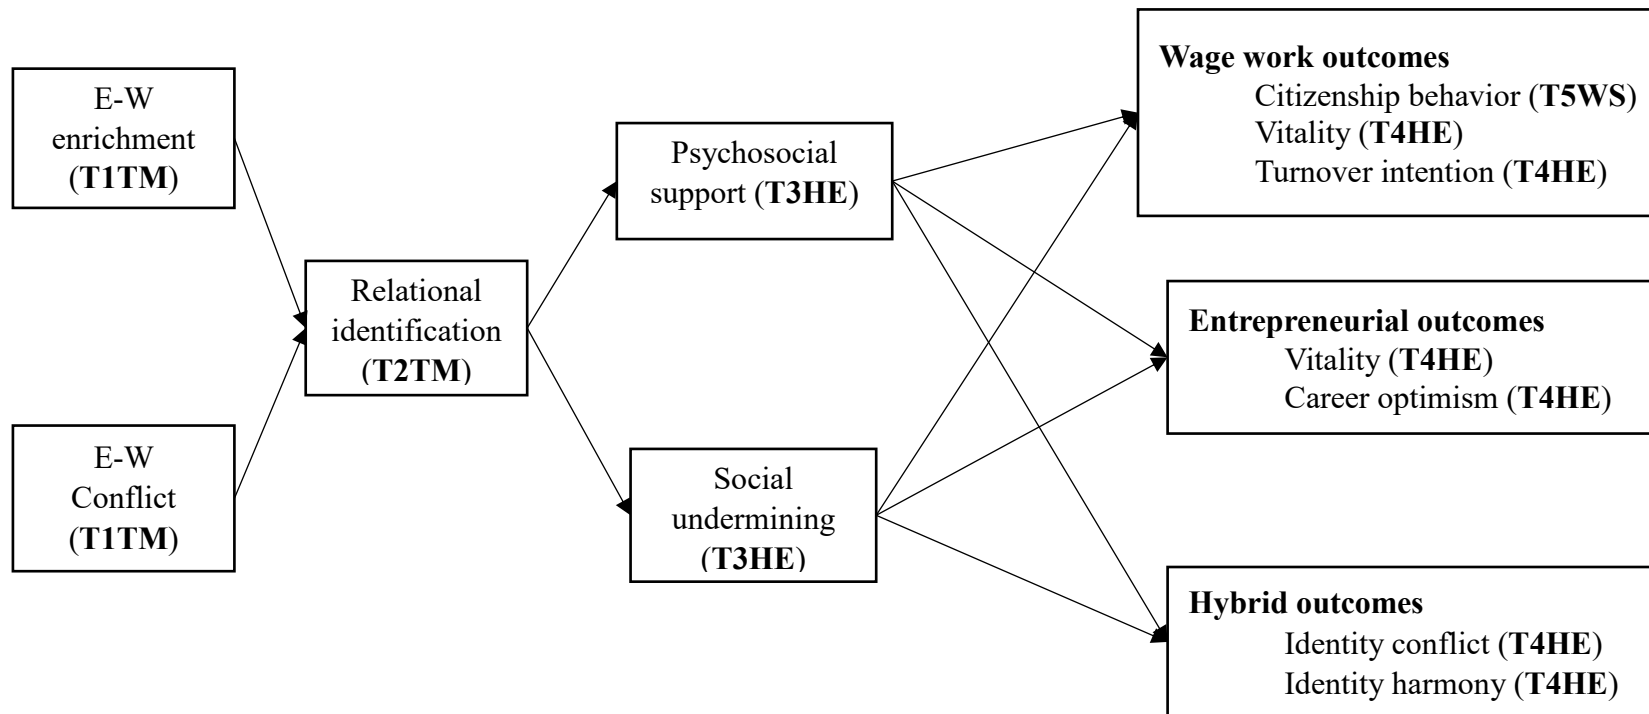 E-W
enrichment
(T1TM)
E-W
Conflict
(T1TM)
Relational
identification
(T2TM)
Psychosocial
support (T3HE)
Social
undermining
(T3HE)
Wage work outcomes
Citizenship behavior (T5WS)
Vitality (T4HE)
Turnover intention (T4HE)
Entrepreneurial outcomes
Vitality (T4HE)
Career optimism (T4HE)
Hybrid outcomes
Identity conflict (T4HE)
Identity harmony (T4HE)